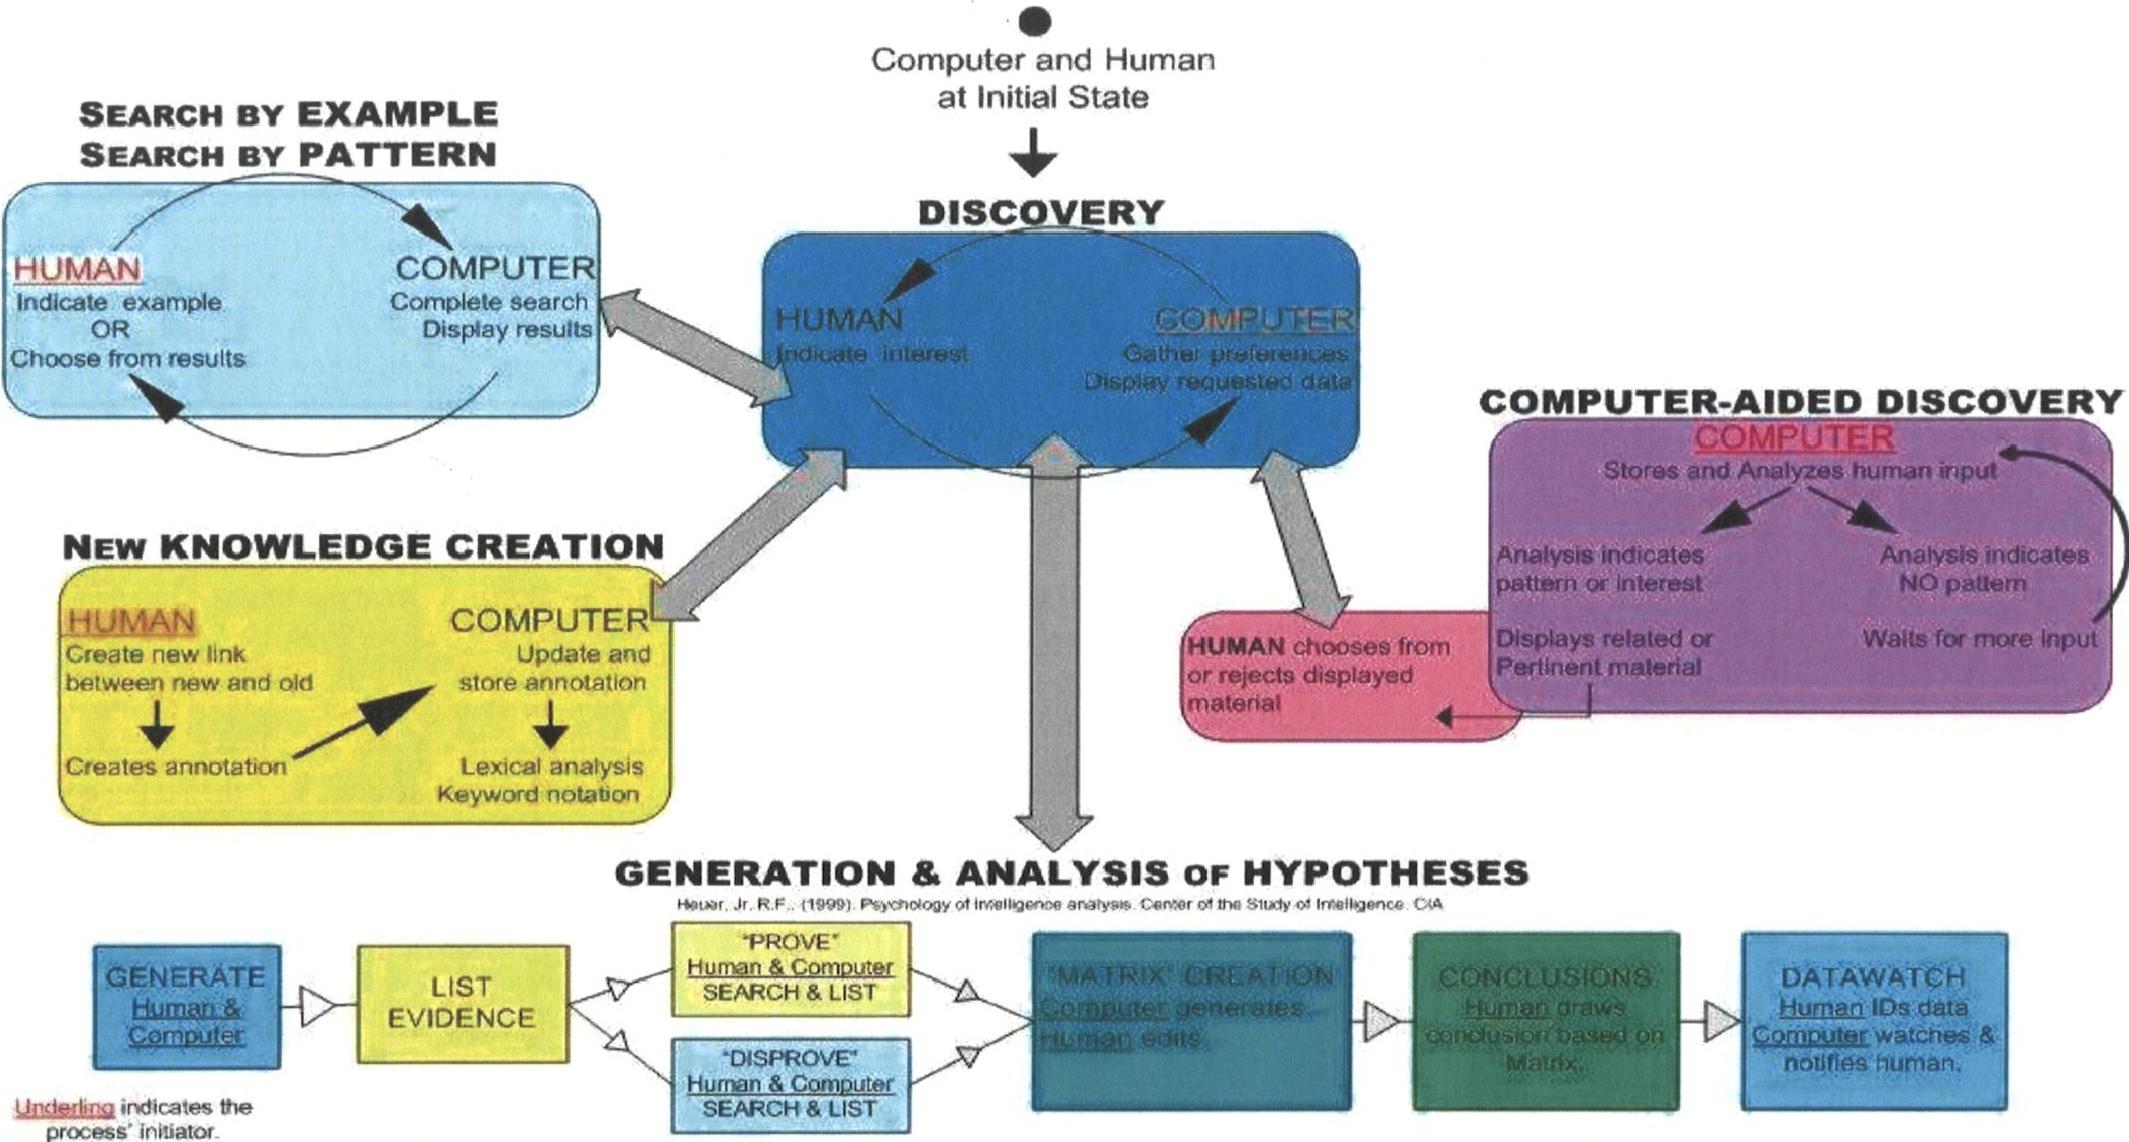 Computer and Human
at Initial State
SEARCH BY EXAMPLE
SEARCH BY PATTERN
HUMAN
Indicate example
OR
Choose from results
COMPUTER
Complete search
Display results
DISCOVERY
HUMAN
Indicate interest
COMPUTER
Gather preferences
Display requested data
COMPUTER-AIDED DISCOVERY
COMPUTER
Stores and Analyzes human input
Analysis indicates
pattern or interest
Displays related or
Pertinent material
Analysis indicates
NO pattern
Waits for more input
HUMAN chooses from
or rejects displayed
material
NEW KNOWLEDGE CREATION
HUMAN
Create new link
between new and old
Creates annotation
COMPUTER
Update and
store annotation
Lexical analysis
Keyword notation
GENERATION & ANALYSIS OF HYPOTHESES
Heuer, Jr. R.F.. (1999). Psychology of Intelligence analysis. Center of the Study of Intelligence. CIA
GENERATE
Human &
Computer
LIST
EVIDENCE
"PROVE"
Human & Computer
SEARCH & LIST
"DISPROVE"
Human & Computer
SEARCH & LIST
"MATRIX" CREATION
Computer generates,
Human edits.
CONCLUSIONS
Human draws
conclusion based on
Matrix.
DATAWATCH
Human IDs data
Computer watches &
notifies human.
Underling indicates the
process' initiator.